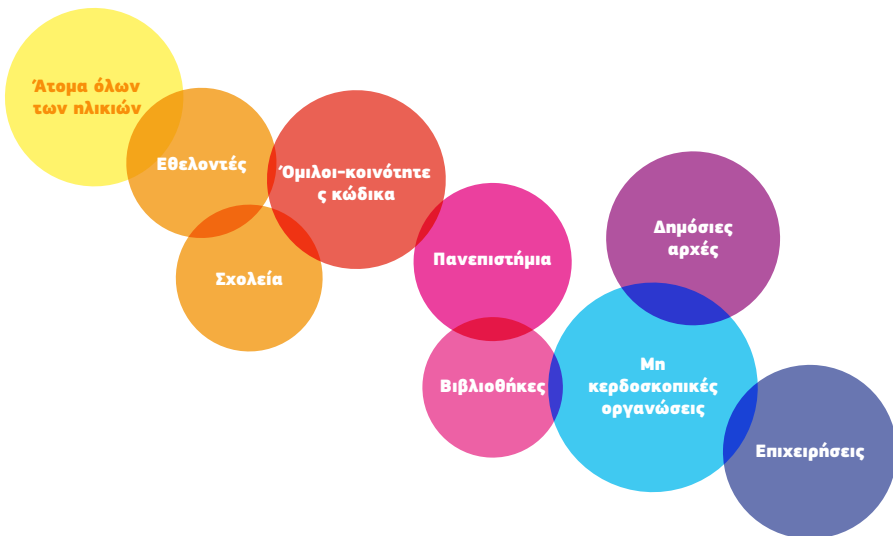 Άτομα όλων
των ηλικιών
Εθελοντές
Όμιλοι-κοινότητε
ς κώδικα
Σχολεία
Πανεπιστήμια
Βιβλιοθήκες
Δημόσιες
αρχές
Μη
κερδοσκοπικές
οργανώσεις
Επιχειρήσεις